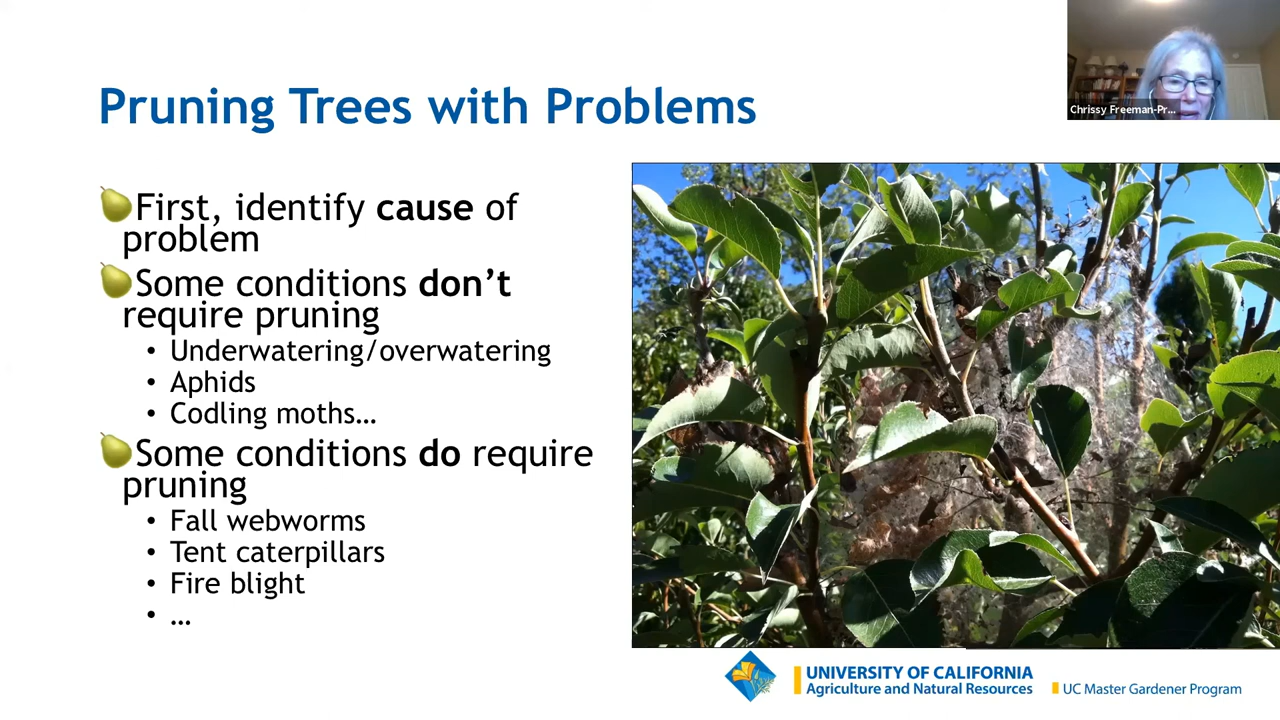 Pruning Trees with Problems
Chrissy Freeman-Pr...
First, identify cause of
problem
Some conditions don’t
require pruning
• Underwatering/overwatering
• Aphids
• Codling moths…
Some conditions do require
pruning
• Fall webworms
• Tent caterpillars
• Fire blight
• …
UNIVERSITY OF CALIFORNIA
Agriculture and Natural Resources
UC Master Gardener Program